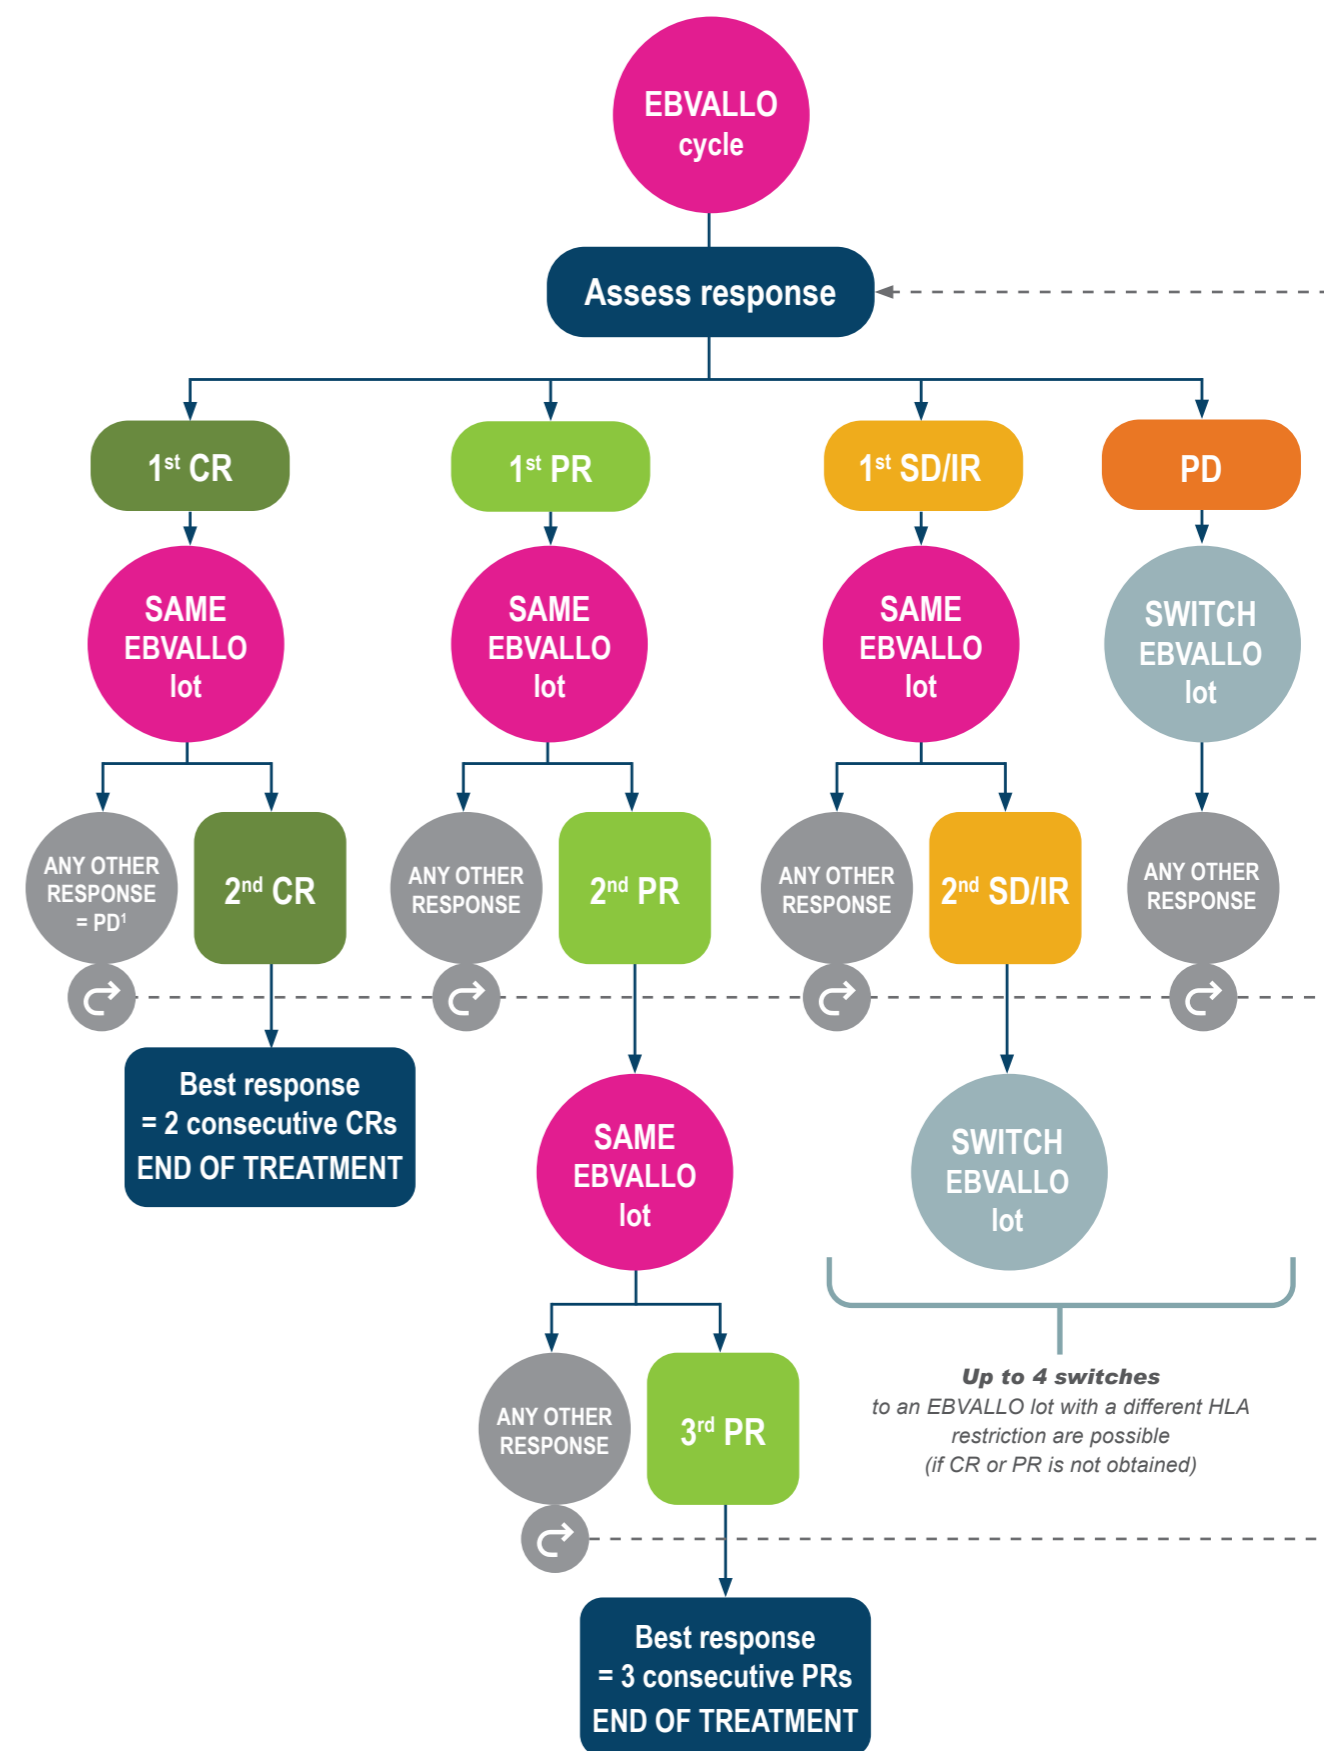 EBVALLO
cycle
Assess response
1st CR
1st PR
1st SD/IR
PD
SAME
EBVALLO
lot
SAME
EBVALLO
lot
SAME
EBVALLO
lot
SWITCH
EBVALLO
lot
ANY OTHER
RESPONSE
= PD¹
2nd CR
ANY OTHER
RESPONSE
2nd PR
ANY OTHER
RESPONSE
2nd SD/IR
ANY OTHER
RESPONSE
Best response
= 2 consecutive CRs
END OF TREATMENT
SAME
EBVALLO
lot
SWITCH
EBVALLO
lot
ANY OTHER
RESPONSE
3rd PR
Up to 4 switches
to an EBVALLO lot with a different HLA
restriction are possible
(if CR or PR is not obtained)
Best response
= 3 consecutive PRs
END OF TREATMENT